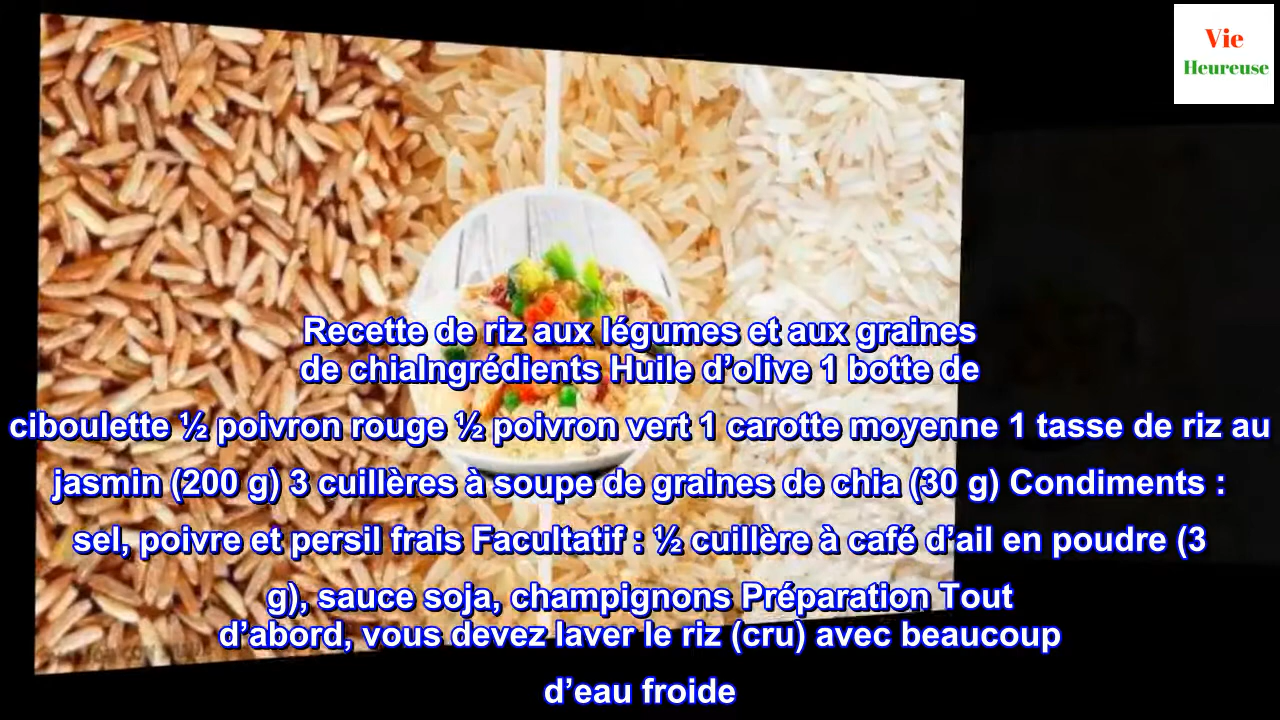 Vie
Heureuse
Recette de riz aux légumes et aux graines
de chiaIngrédients Huile d’olive 1 botte de
ciboulette ½ poivron rouge ½ poivron vert 1 carotte moyenne 1 tasse de riz au
jasmin (200 g) 3 cuillères à soupe de graines de chia (30 g) Condiments :
sel, poivre et persil frais Facultatif : ½ cuillère à café d’ail en poudre (3
g), sauce soja, champignons Préparation Tout
d’abord, vous devez laver le riz (cru) avec beaucoup
d’eau froide